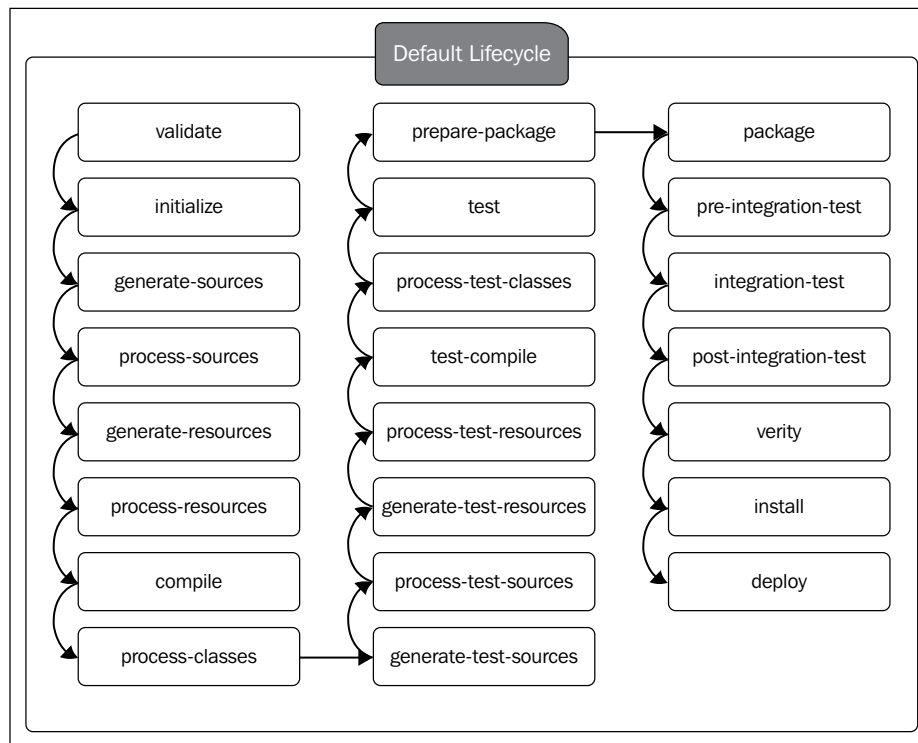 Default Lifecycle
validate
initialize
generate-sources
process-sources
generate-resources
process-resources
compile
process-classes
prepare-package
test
process-test-classes
test-compile
process-test-resources
generate-test-resources
process-test-sources
generate-test-sources
package
pre-integration-test
integration-test
post-integration-test
verity
install
deploy